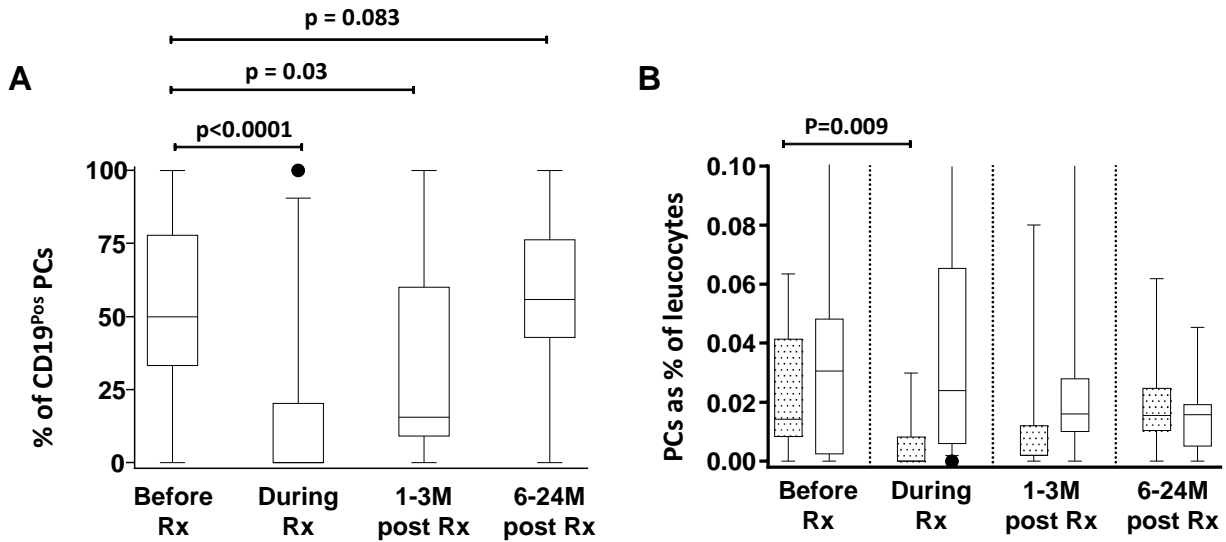 A
p = 0.083
p = 0.03
p<0.0001
% of CD19Pos PCs
100
75
50
25
0
Before
Rx
During
Rx
1-3M
post Rx
6-24M
post Rx
B
P=0.009
PCs as % of leucocytes
0.10
0.08
0.06
0.04
0.02
0.00
Before
Rx
During
Rx
1-3M
post Rx
6-24M
post Rx